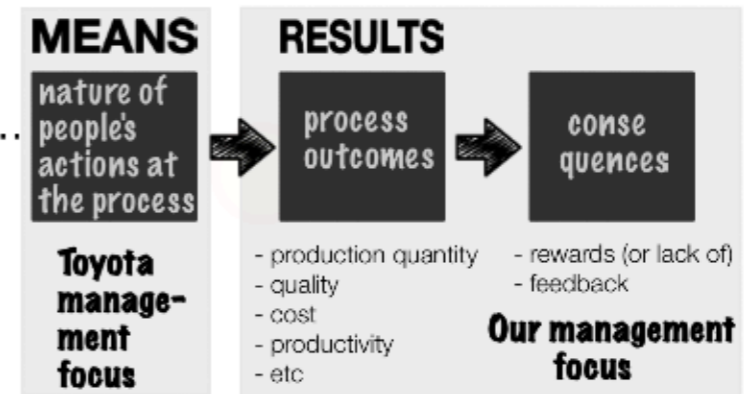 MEANS
nature of
people's
actions at
the process
Toyota
manage-
ment
focus
RESULTS
process
outcomes
- production quantity
- quality
- cost
- productivity
- etc
conse
quences
- rewards (or lack of)
- feedback
Our management
focus